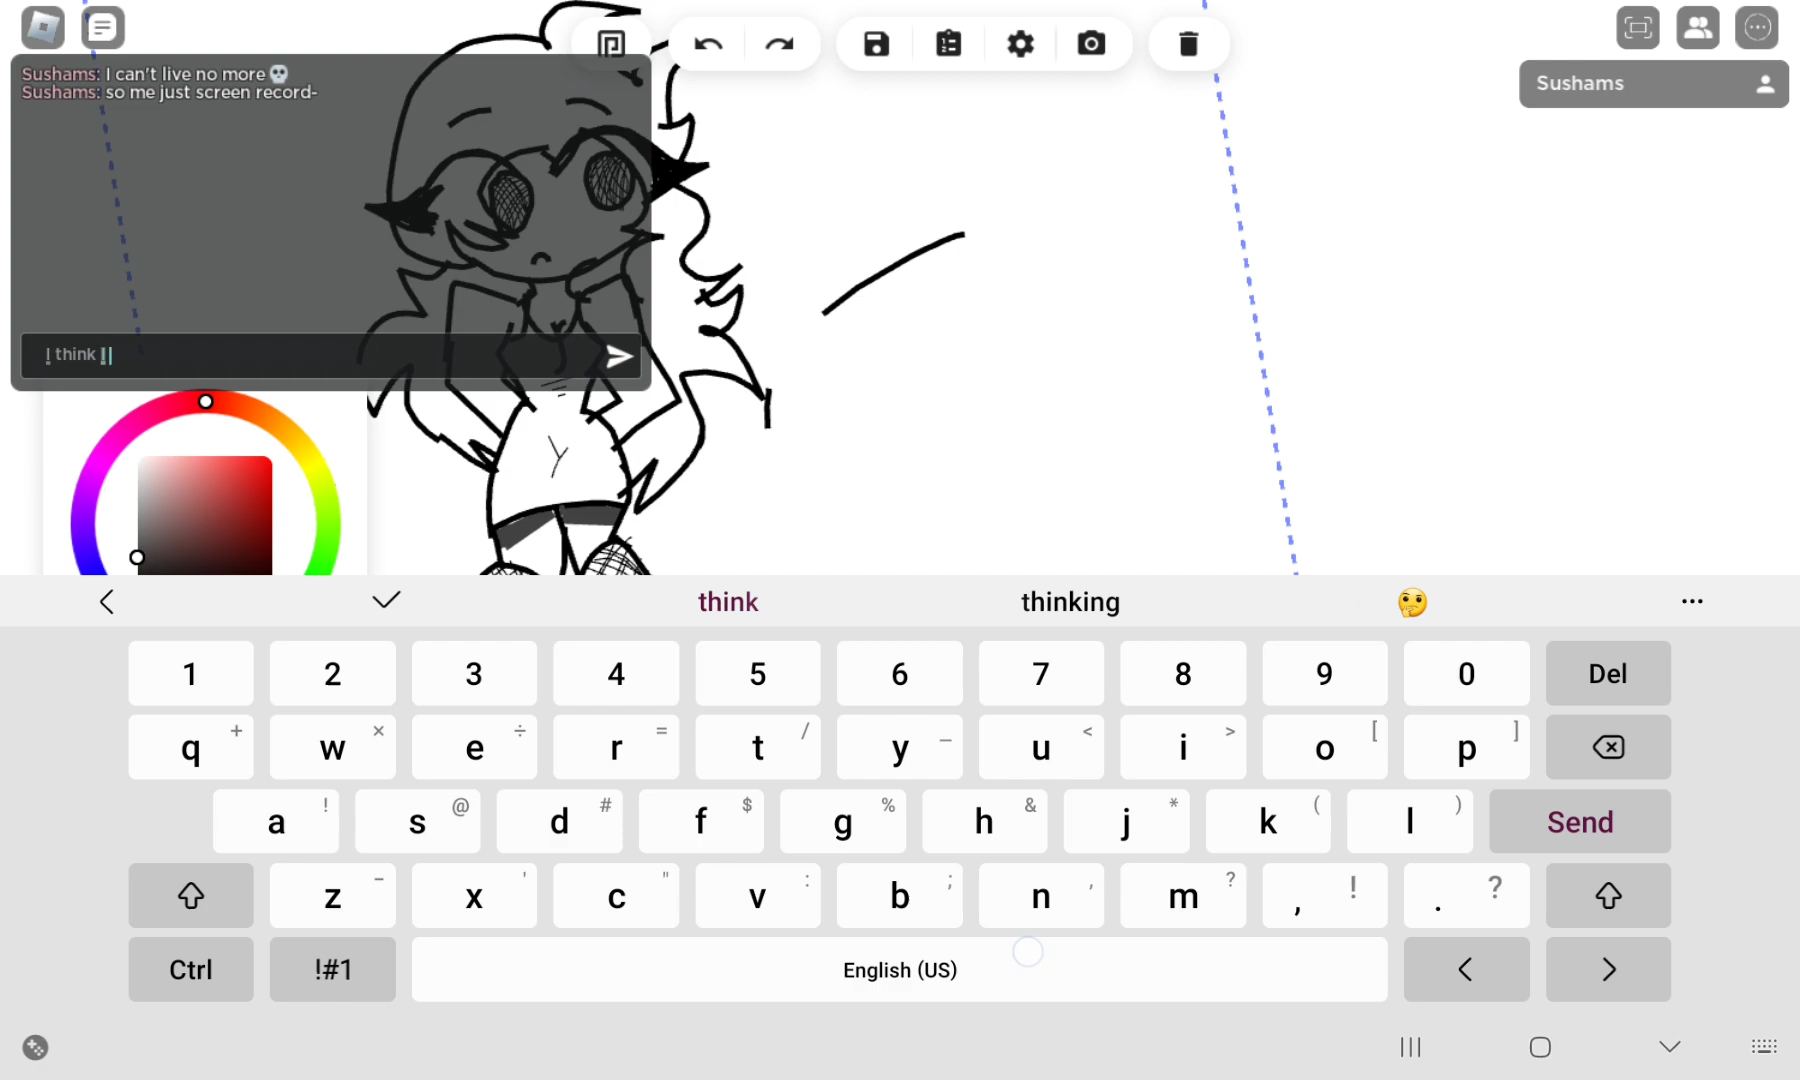 Sushams: I can't live no more💀
Sushams: so me just screen record-
Sushams
I think I
think
thinking
🤔
...
1 2 3 4 5 6 7 8 9 0 Del
q + w × e ÷ r = t / y _ u < i > o [ p ]
a ! s @ d # f $ g % h & j * k ( l ) Send
z - x ' c " v : b ; n , m ? , ! . ?
Ctrl !#1 English (US) < >